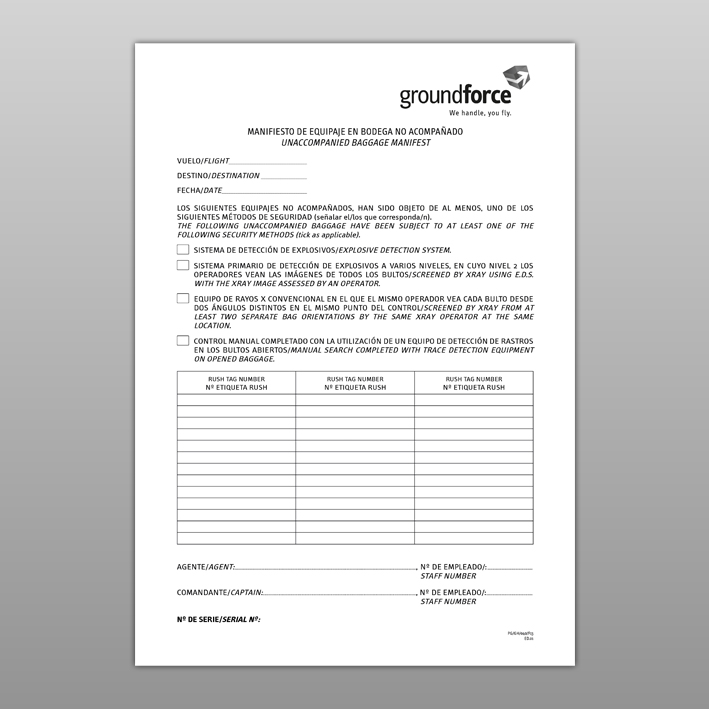 groundforce
We handle, you fly.
MANIFIESTO DE EQUIPAJE EN BODEGA NO ACOMPAÑADO
UNACCOMPANIED BAGGAGE MANIFEST
VUELO/FLIGHT
DESTINO/DESTINATION
FECHA/DATE
LOS SIGUIENTES EQUIPAJES NO ACOMPAÑADOS, HAN SIDO OBJETO DE AL MENOS, UNO DE LOS
SIGUIENTES MÉTODOS DE SEGURIDAD (señalar el/los que corresponda/n).
THE FOLLOWING UNACCOMPANIED BAGGAGE HAVE BEEN SUBJECT TO AT LEAST ONE OF THE
FOLLOWING SECURITY METHODS (tick as applicable).
SISTEMA DE DETECCIÓN DE EXPLOSIVOS/EXPLOSIVE DETECTION SYSTEM.
SISTEMA PRIMARIO DE DETECCIÓN DE EXPLOSIVOS A VARIOS NIVELES, EN CUYO NIVEL 2 LOS
OPERADORES VEAN LAS IMÁGENES DE TODOS LOS BULTOS/SCREENED BY XRAY USING E.D.S.
WITH THE XRAY IMAGE ASSESSED BY AN OPERATOR.
EQUIPO DE RAYOS X CONVENCIONAL EN EL QUE EL MISMO OPERADOR VEA CADA BULTO DESDE
DOS ÁNGULOS DISTINTOS EN EL MISMO PUNTO DEL CONTROL/SCREENED BY XRAY FROM AT
LEAST TWO SEPARATE BAG ORIENTATIONS BY THE SAME XRAY OPERATOR AT THE SAME
LOCATION.
CONTROL MANUAL COMPLETADO CON LA UTILIZACIÓN DE UN EQUIPO DE DETECCIÓN DE RASTROS
EN LOS BULTOS ABIERTOS/MANUAL SEARCH COMPLETED WITH TRACE DETECTION EQUIPMENT
ON OPENED BAGGAGE.
RUSH TAG NUMBER RUSH TAG NUMBER RUSH TAG NUMBER
Nº ETIQUETA RUSH Nº ETIQUETA RUSH Nº ETIQUETA RUSH
AGENTE/AGENT: Nº DE EMPLEADO/:
STAFF NUMBER
COMANDANTE/CAPTAIN: Nº DE EMPLEADO/:
STAFF NUMBER
Nº DE SERIE/SERIAL Nº: